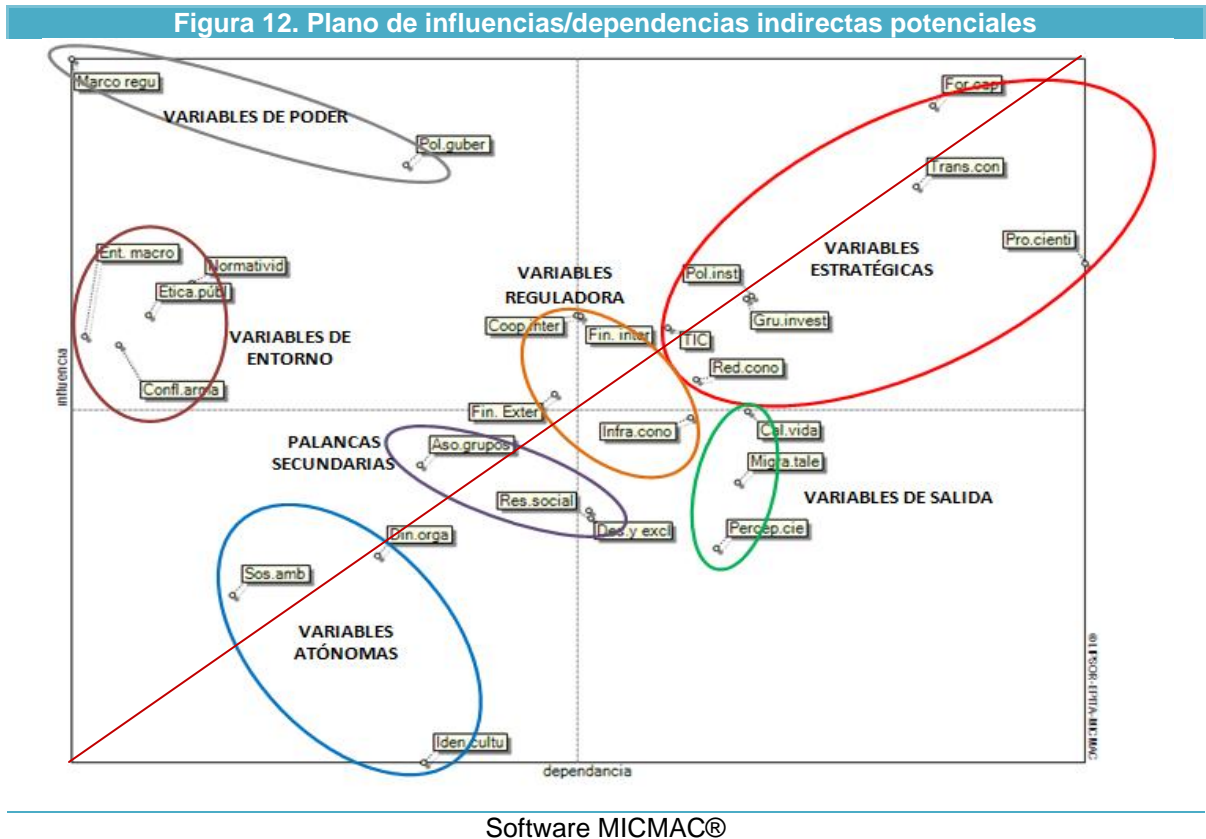 Figura 12. Plano de influencias/dependencias indirectas potenciales
Marco regu
VARIABLES DE PODER
Pol.guber
For.cap
Trans.con
Pro.cienti
VARIABLES
ESTRATÉGICAS
Ent. macro
Normativid
Etica.públ
VARIABLES DE
ENTORNO
Confl.arma
VARIABLES
REGULADORA
Pol.inst
Gru.invest
Coop.inter
Fin. inter
TIC
Red.cono
influencia
Fin. Exter
Infra.cono
Cal.vida
PALANCAS
SECUNDARIAS
Aso.grupos
Migra.tale
VARIABLES DE SALIDA
Res.social
Des.y excl
Percep.cie
Din.orga
Sos.amb
VARIABLES
ATÓNOMAS
Iden.cultu
dependancia
©LIPSOR-EPITA-MICMAC
Software MICMAC®